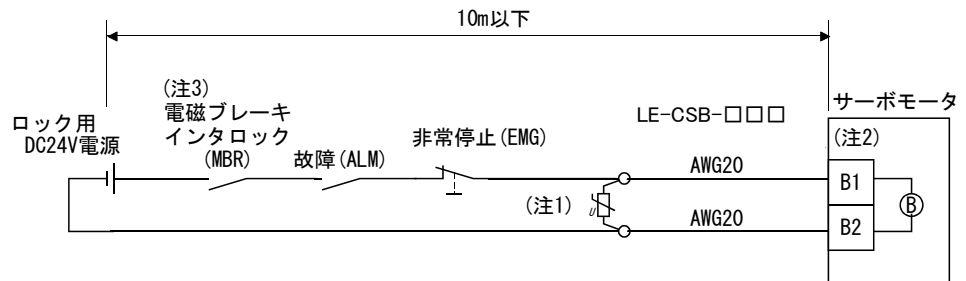 10m以下
(注3)
電磁ブレーキ
インタロック
(MBR)
ロック用
DC24V電源
故障(ALM)
非常停止(EMG)
LE-CSB-□□□
サーボモータ
(注2)
AWG20
B1
(注1)
U
B
AWG20
B2